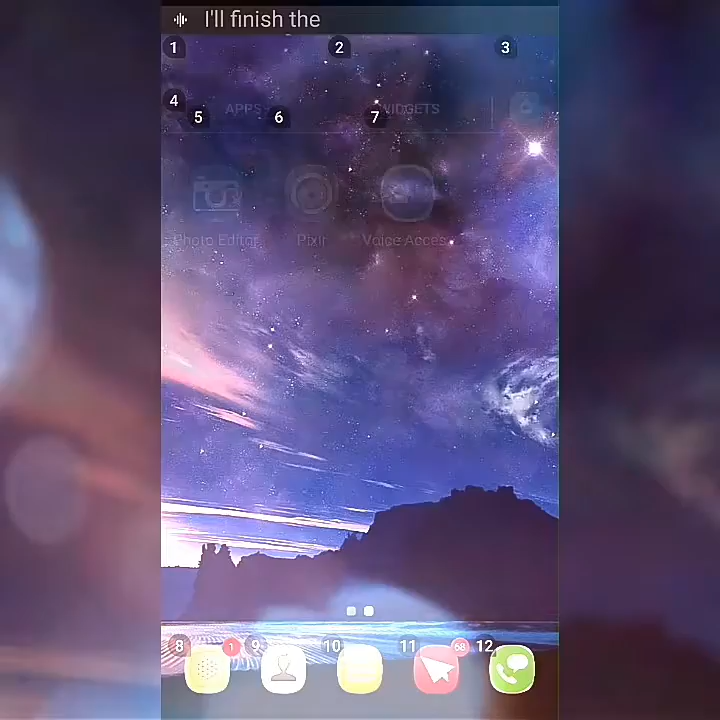 I'll finish the
1 2 3
4
APPS WIDGETS
5 6 7
Photo Editor Pixlr Voice Acces
8 1 9 10 11 68 12